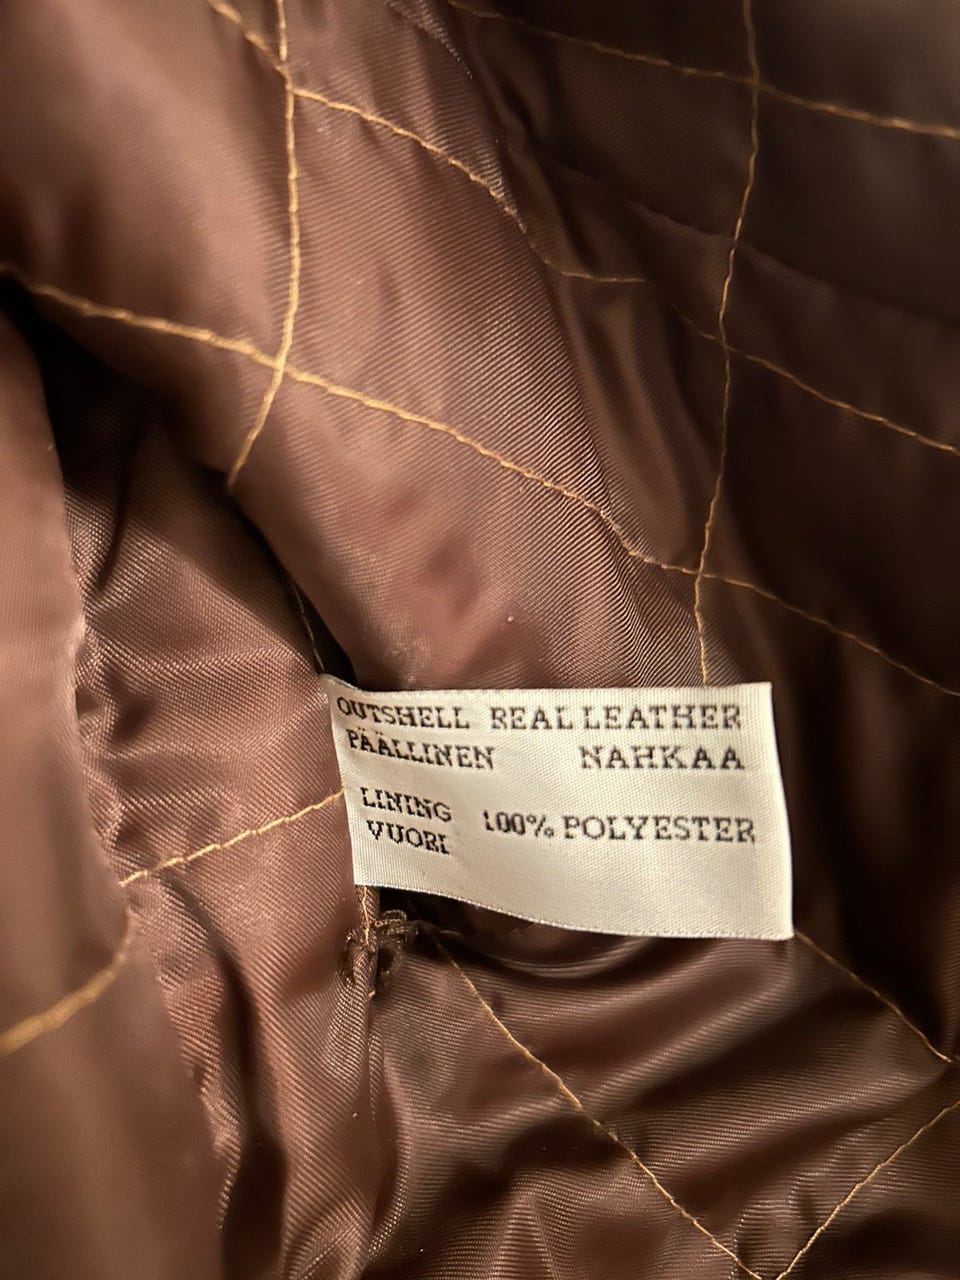 OUTSHELL REAL LEATHER
PÄÄLLINEN NAHKAA
LINING 100% POLYESTER
VUORI